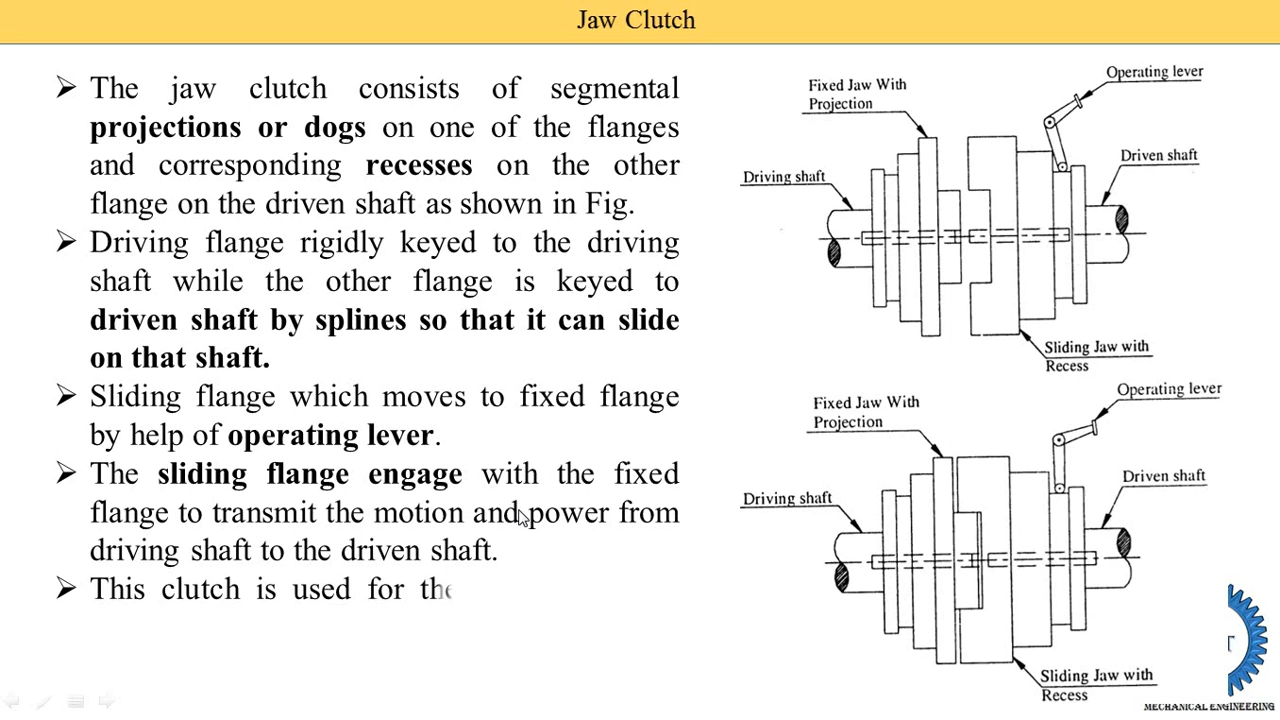 Jaw Clutch
➢ The jaw clutch consists of segmental
projections or dogs on one of the flanges
and corresponding recesses on the other
flange on the driven shaft as shown in Fig.
➢ Driving flange rigidly keyed to the driving
shaft while the other flange is keyed to
driven shaft by splines so that it can slide
on that shaft.
➢ Sliding flange which moves to fixed flange
by help of operating lever.
➢ The sliding flange engage with the fixed
flange to transmit the motion and power from
driving shaft to the driven shaft.
➢ This clutch is used for the
Operating lever
Fixed Jaw With
Projection
Driven shaft
Driving shaft
Sliding Jaw with
Recess
Operating lever
Fixed Jaw With
Projection
Driven shaft
Driving shaft
Sliding Jaw with
Recess
MECHANICAL ENGINEERING